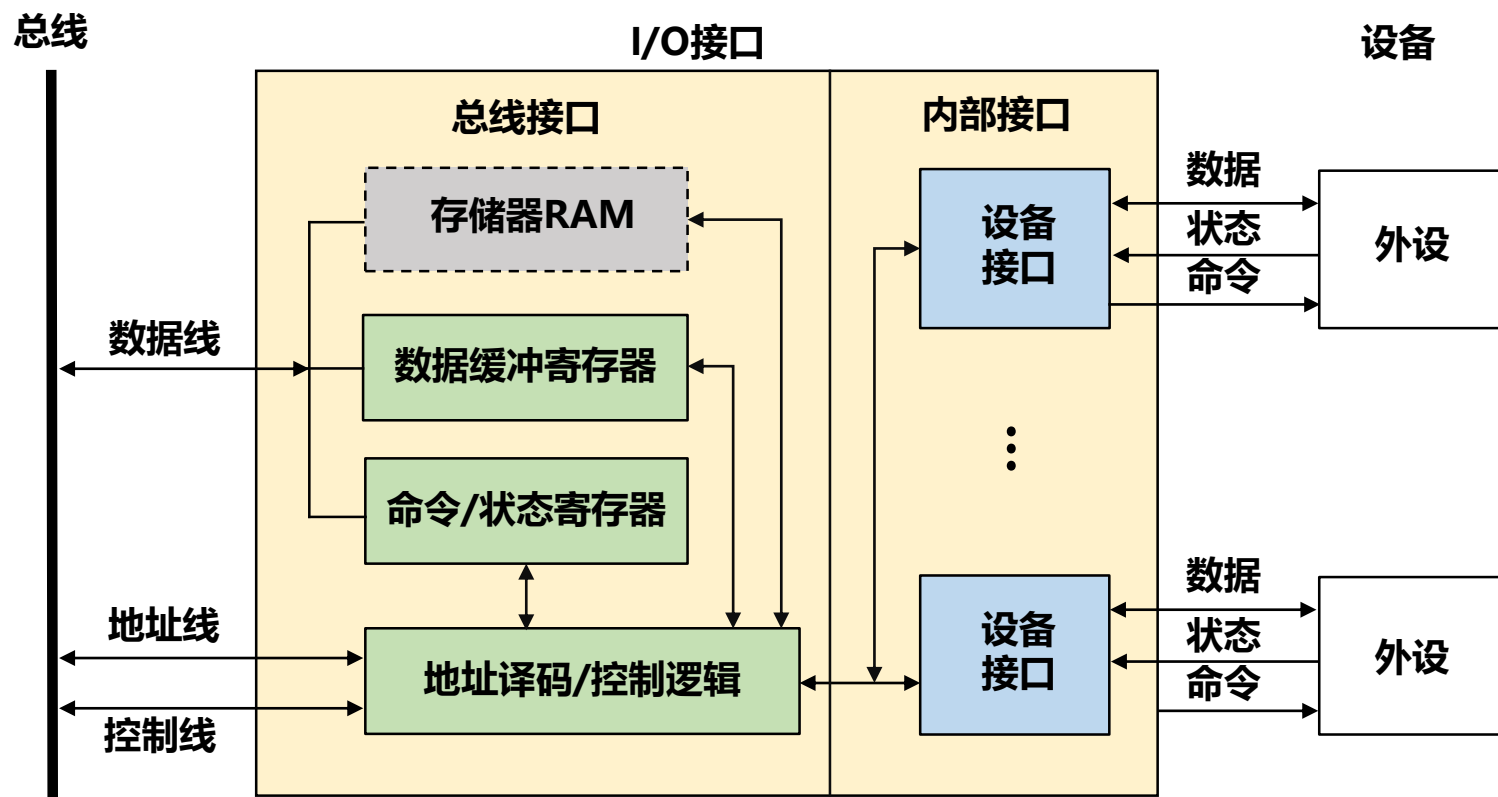 总线
I/O接口
设备
总线接口
内部接口
存储器RAM
数据缓冲寄存器
命令/状态寄存器
地址译码/控制逻辑
数据线
地址线
控制线
设备
接口
数据
状态
命令
外设
设备
接口
数据
状态
命令
外设